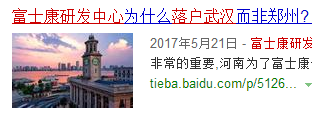 富士康研发中心为什么落户武汉而非郑州?
2017年5月21日 - 富士康研发
非常的重要,河南为了富士康
tieba.baidu.com/p/5126...